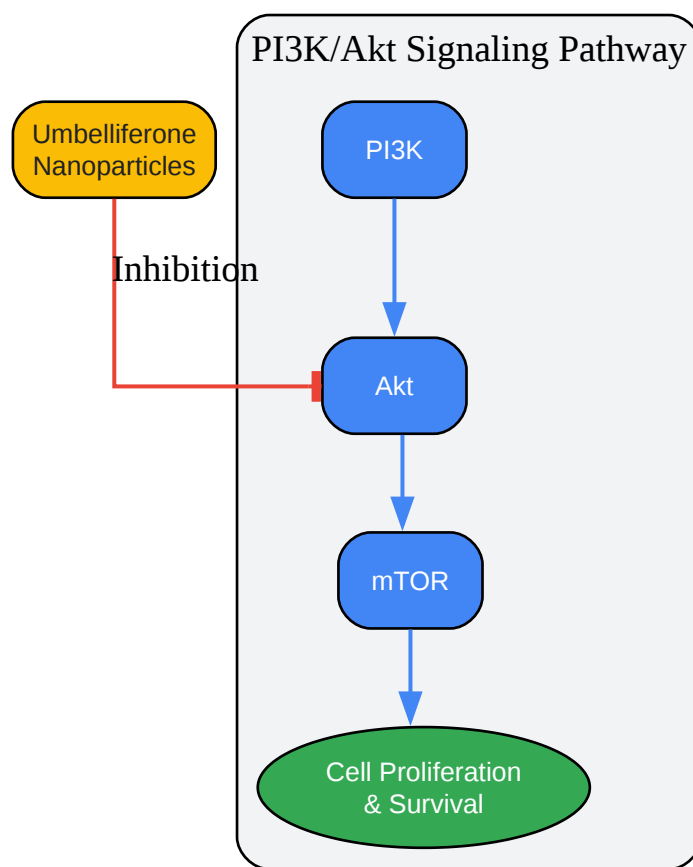 PI3K/Akt Signaling Pathway
Umbelliferone
Nanoparticles
PI3K
Inhibition
Akt
mTOR
Cell Proliferation
& Survival